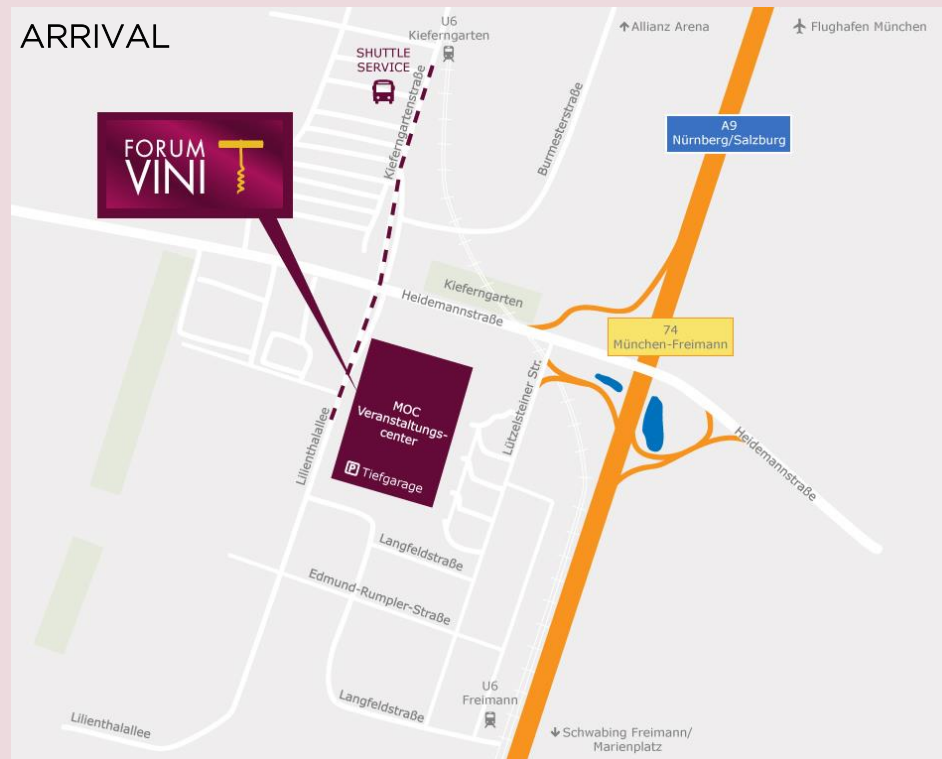 ARRIVAL
U6
Kieferngarten
Allianz Arena
Flughafen München
SHUTTLE
SERVICE
Kieferngartenstraße
Burmesterstraße
A9
Nürnberg/Salzburg
FORUM
VINI
Kieferngarten
Heidemannstraße
74
München-Freimann
MOC
Veranstaltungs-
center
P Tiefgarage
Lilienthalallee
Lützelsteiner Str.
Heidemannstraße
Langfeldstraße
Edmund-Rumpler-Straße
U6
Freimann
Langfeldstraße
Lilienthalallee
Schwabing Freimann/
Marienplatz